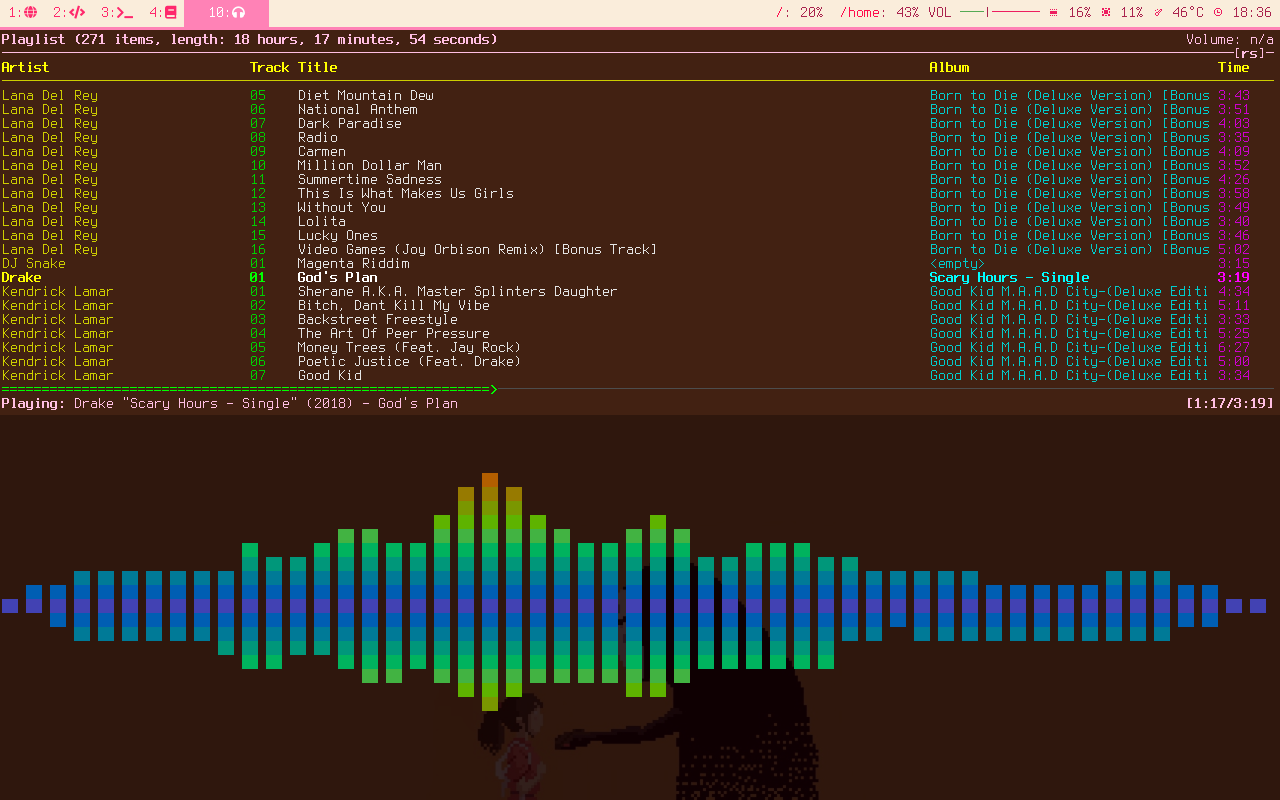 1: 2: 3: 4: 10: /: 20% /home: 43% VOL 16% 11% 46°C 18:36
Playlist (271 items, length: 18 hours, 17 minutes, 54 seconds) Volume: n/a
[rs]
Artist Track Title Album Time
Lana Del Rey 05 Diet Mountain Dew Born to Die (Deluxe Version) [Bonus 3:43
Lana Del Rey 06 National Anthem Born to Die (Deluxe Version) [Bonus 3:51
Lana Del Rey 07 Dark Paradise Born to Die (Deluxe Version) [Bonus 4:03
Lana Del Rey 08 Radio Born to Die (Deluxe Version) [Bonus 3:35
Lana Del Rey 09 Carmen Born to Die (Deluxe Version) [Bonus 4:09
Lana Del Rey 10 Million Dollar Man Born to Die (Deluxe Version) [Bonus 3:52
Lana Del Rey 11 Summertime Sadness Born to Die (Deluxe Version) [Bonus 4:26
Lana Del Rey 12 This Is What Makes Us Girls Born to Die (Deluxe Version) [Bonus 3:58
Lana Del Rey 13 Without You Born to Die (Deluxe Version) [Bonus 3:49
Lana Del Rey 14 Lolita Born to Die (Deluxe Version) [Bonus 3:40
Lana Del Rey 15 Lucky Ones Born to Die (Deluxe Version) [Bonus 3:46
Lana Del Rey 16 Video Games (Joy Orbison Remix) [Bonus Track] Born to Die (Deluxe Version) [Bonus 5:02
DJ Snake 01 Magenta Riddim <empty> 3:15
Drake 01 God's Plan Scary Hours - Single 3:19
Kendrick Lamar 01 Sherane A.K.A. Master Splinters Daughter Good Kid M.A.A.D City-(Deluxe Editi 4:34
Kendrick Lamar 02 Bitch, Dant Kill My Vibe Good Kid M.A.A.D City-(Deluxe Editi 5:11
Kendrick Lamar 03 Backstreet Freestyle Good Kid M.A.A.D City-(Deluxe Editi 3:33
Kendrick Lamar 04 The Art Of Peer Pressure Good Kid M.A.A.D City-(Deluxe Editi 5:25
Kendrick Lamar 05 Money Trees (Feat. Jay Rock) Good Kid M.A.A.D City-(Deluxe Editi 6:27
Kendrick Lamar 06 Poetic Justice (Feat. Drake) Good Kid M.A.A.D City-(Deluxe Editi 5:00
Kendrick Lamar 07 Good Kid Good Kid M.A.A.D City-(Deluxe Editi 3:34
Playing: Drake "Scary Hours - Single" (2018) - God's Plan [1:17/3:19]